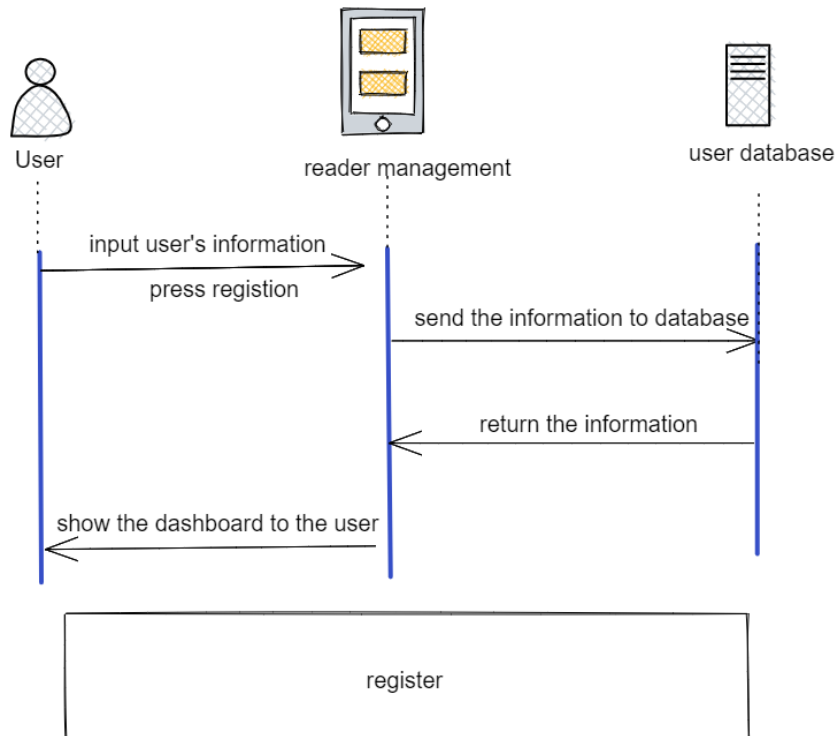 User
reader management
user database
input user's information
press registion
send the information to database
return the information
show the dashboard to the user
register